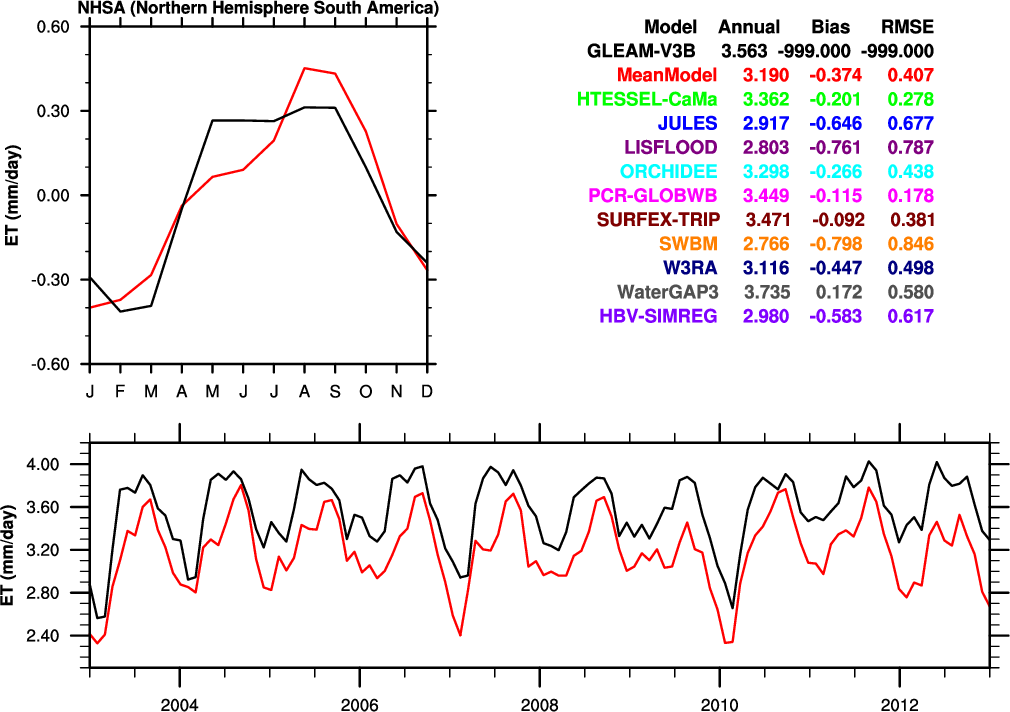 NHSA (Northern Hemisphere South America)
0.60
0.30
0.00
-0.30
-0.60
ET (mm/day)
J F M A M J J A S O N D
Model Annual Bias RMSE
GLEAM-V3B 3.563 -999.000 -999.000
MeanModel 3.190 -0.374 0.407
HTESSEL-CaMa 3.362 -0.201 0.278
JULES 2.917 -0.646 0.677
LISFLOOD 2.803 -0.761 0.787
ORCHIDEE 3.298 -0.266 0.438
PCR-GLOBWB 3.449 -0.115 0.178
SURFEX-TRIP 3.471 -0.092 0.381
SWBM 2.766 -0.798 0.846
W3RA 3.116 -0.447 0.498
WaterGAP3 3.735 0.172 0.580
HBV-SIMREG 2.980 -0.583 0.617
4.00
3.60
3.20
2.80
2.40
ET (mm/day)
2004 2006 2008 2010 2012